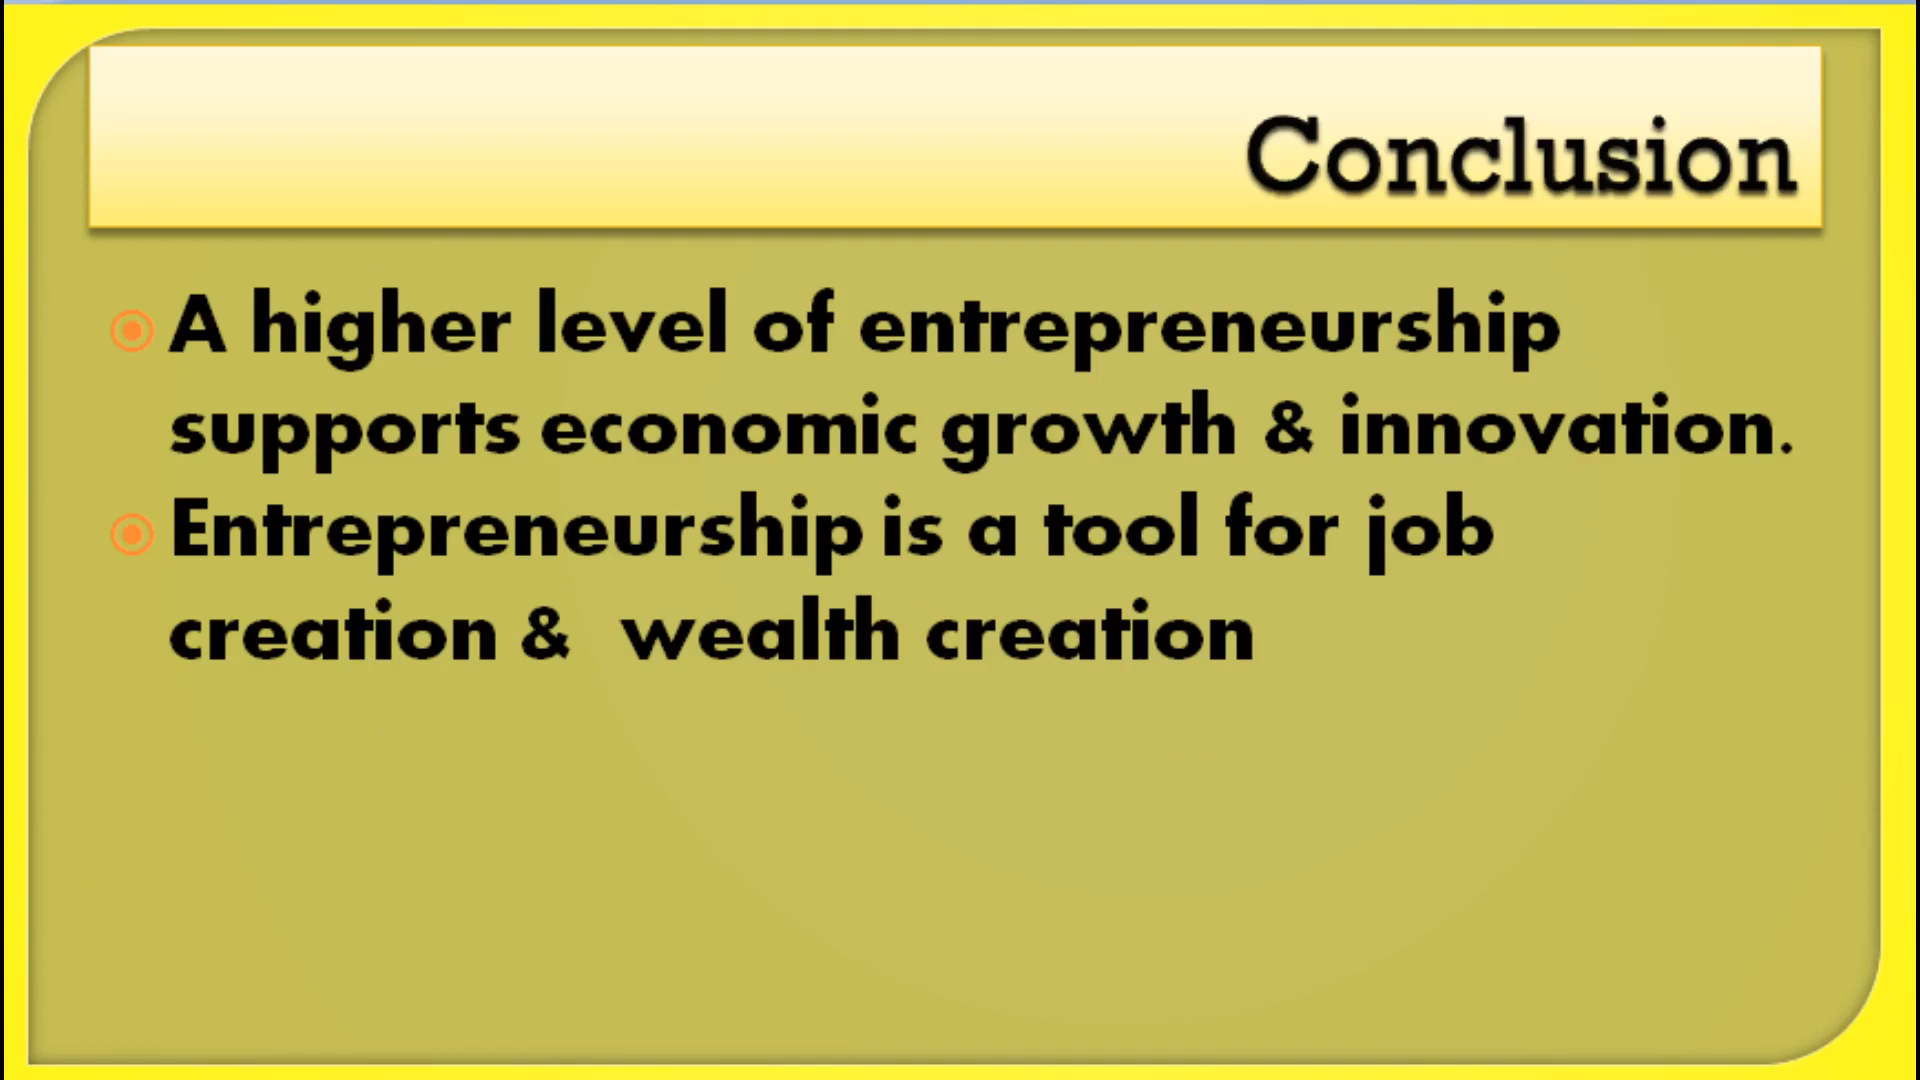 Conclusion
A higher level of entrepreneurship
supports economic growth & innovation.
Entrepreneurship is a tool for job
creation & wealth creation